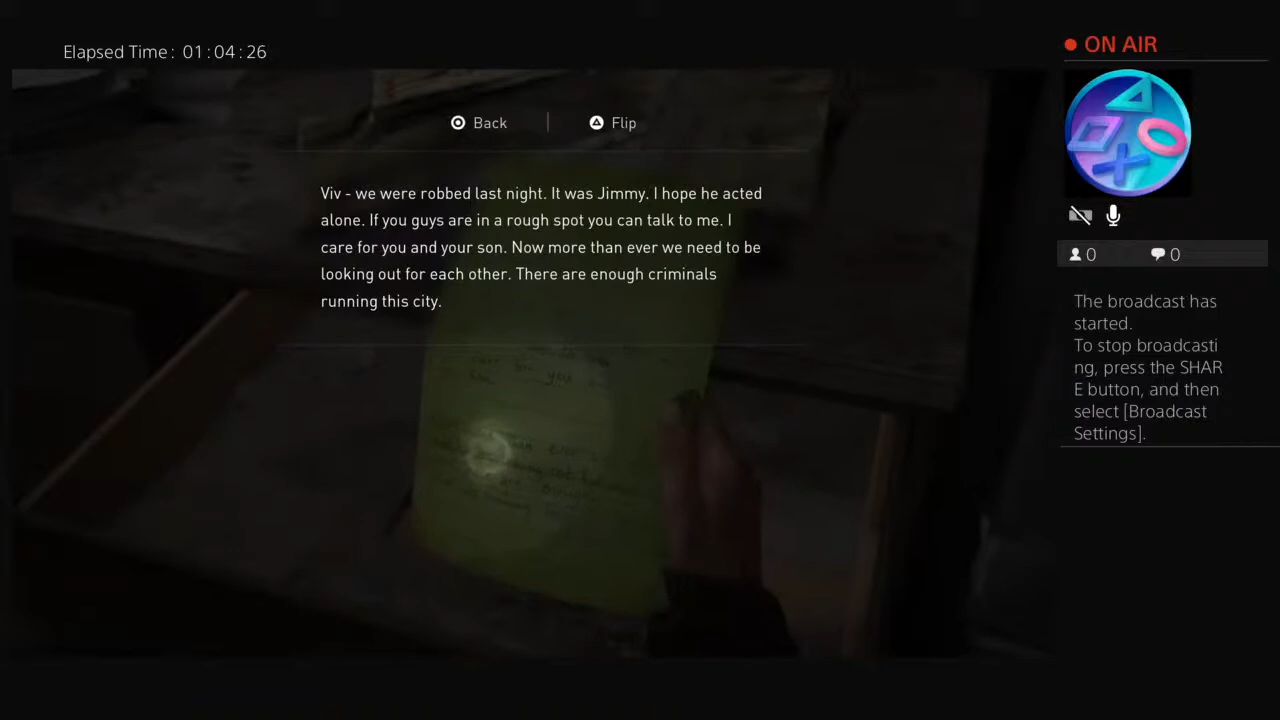 Elapsed Time: 01:04:26
ON AIR
Back
Flip
Viv - we were robbed last night. It was Jimmy. I hope he acted
alone. If you guys are in a rough spot you can talk to me. I
care for you and your son. Now more than ever we need to be
looking out for each other. There are enough criminals
running this city.
0
0
The broadcast has
started.
To stop broadcasti
ng, press the SHAR
E button, and then
select [Broadcast
Settings].